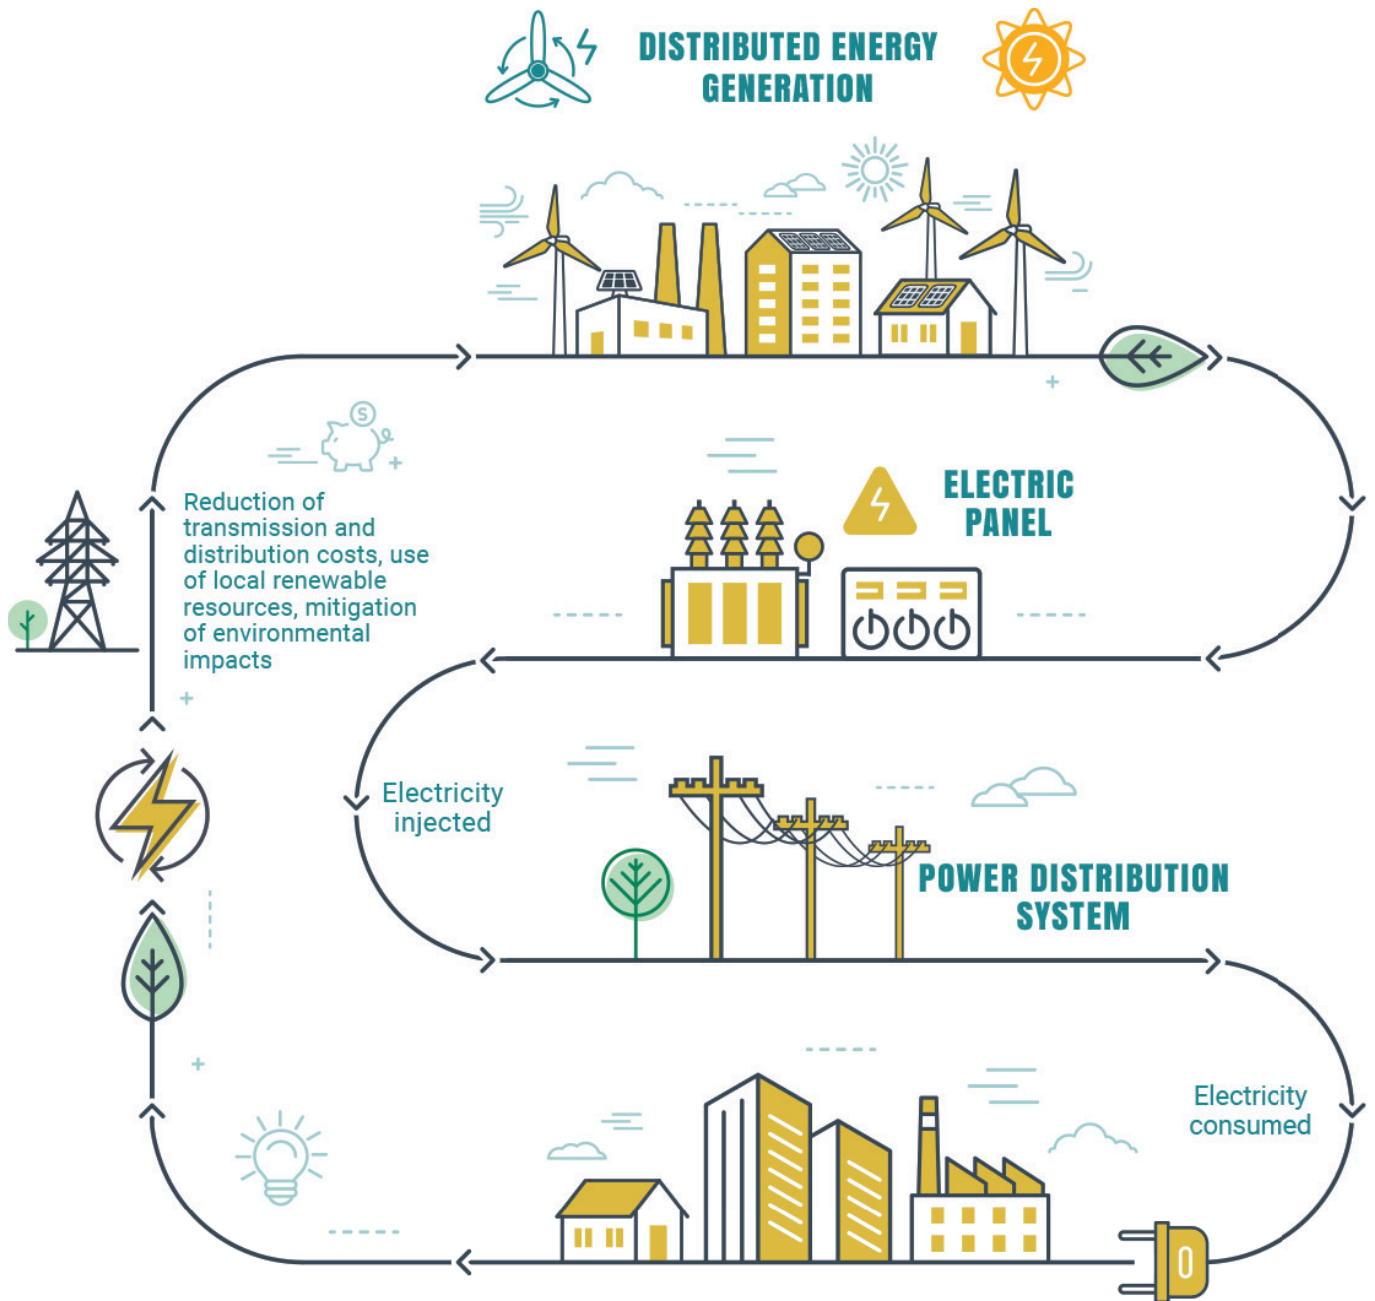 DISTRIBUTED ENERGY
GENERATION
S
Reduction of
transmission and
distribution costs, use
of local renewable
resources, mitigation
of environmental
impacts
ELECTRIC
PANEL
Electricity
injected
POWER DISTRIBUTION
SYSTEM
Electricity
consumed